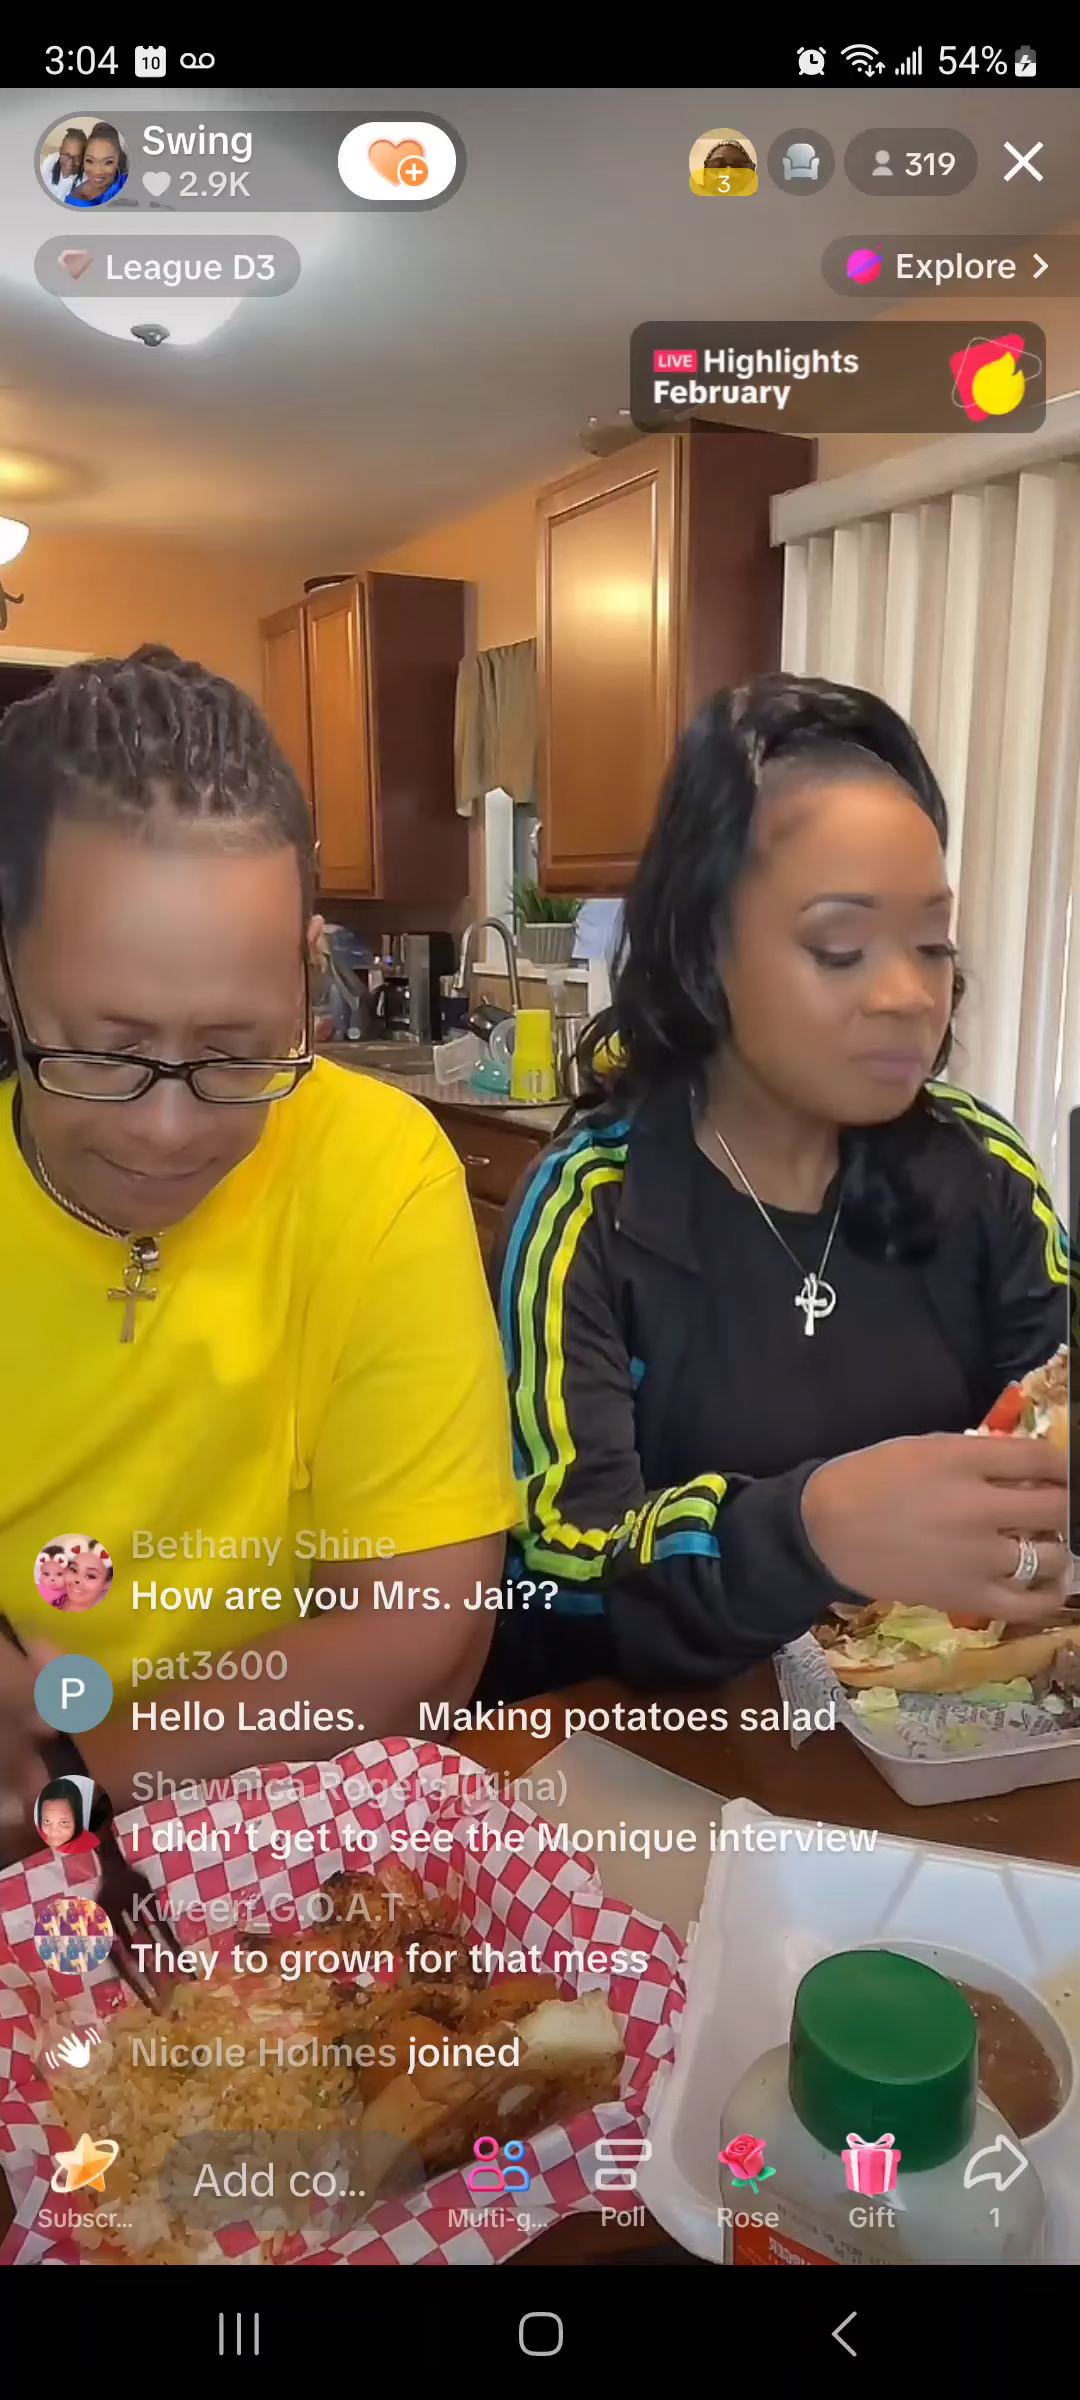 3:04 10 54%
Swing
2.9K
3
319
League D3
Explore
LIVE Highlights
February
Bethany Shine
How are you Mrs. Jai??
pat3600
Hello Ladies. Making potatoes salad
Shawnica Rogers (Nina)
I didn't get to see the Monique interview
Kweerf_G.O.A.T
They to grown for that mess
Nicole Holmes joined
Add co...
Subscr... Multi-g... Poll Rose Gift 1
P